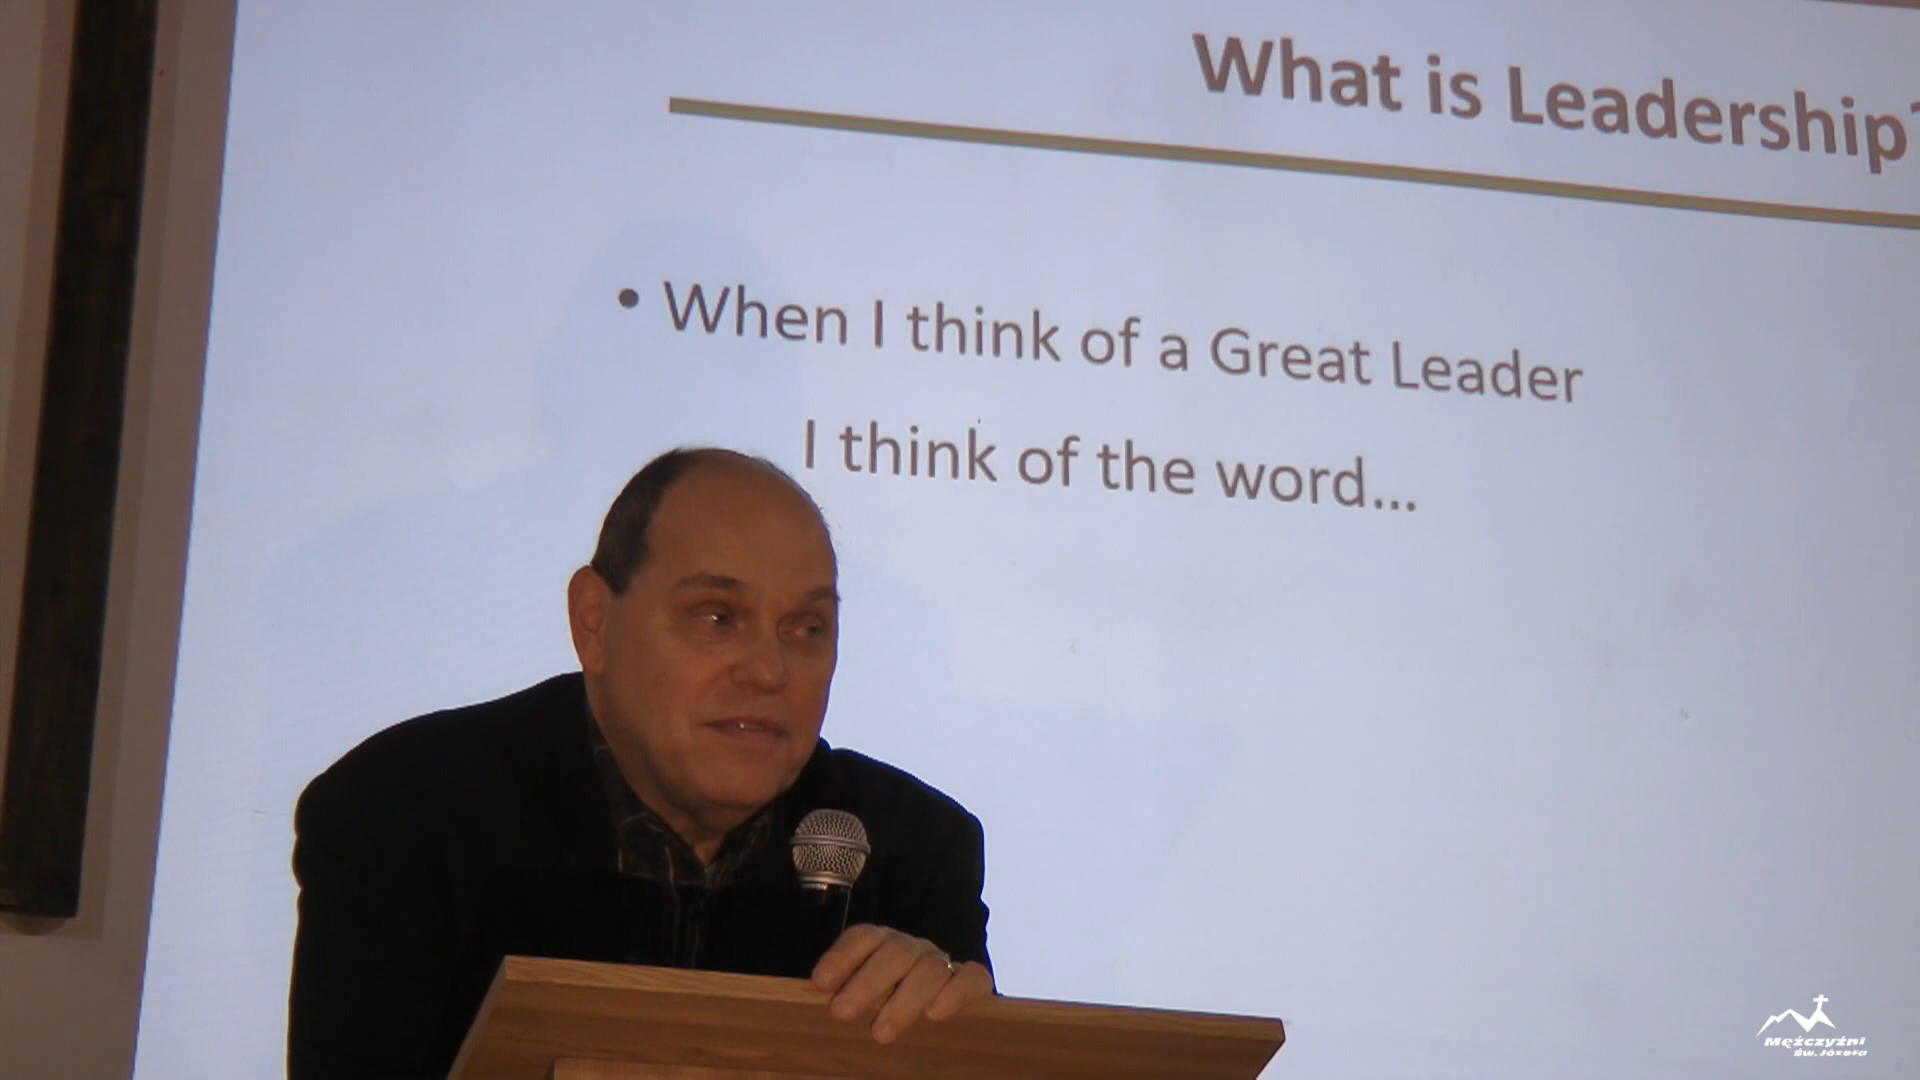 What is Leadership?
• When I think of a Great Leader
I think of the word...
Mężczyźni
Św. Józefa